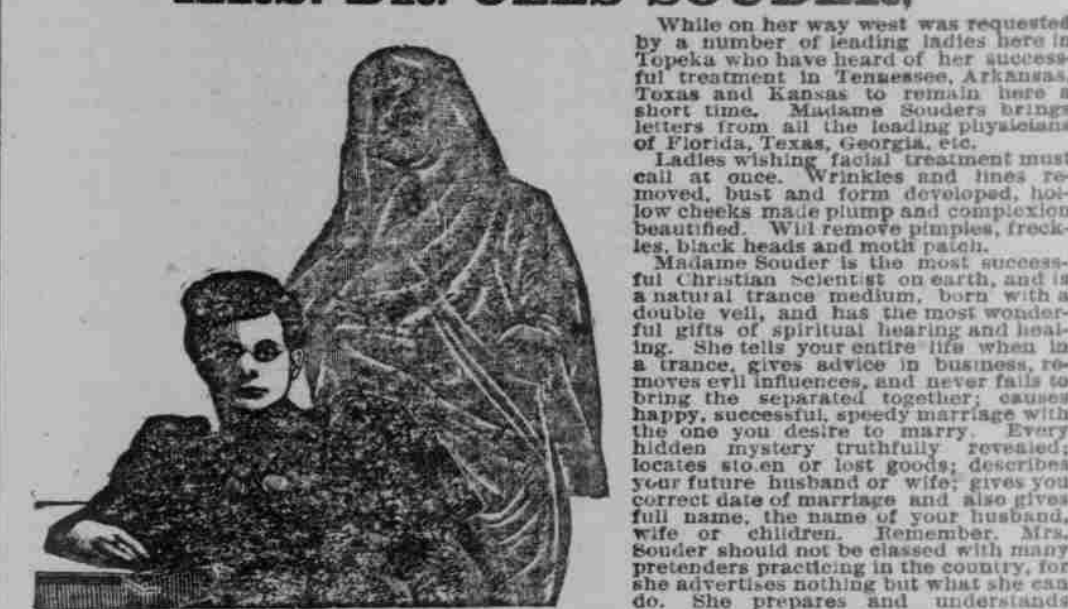 While on her way west was requested
by a number of leading ladies here in
Topeka who have heard of her success-
ful treatment in Tennessee, Arkansas,
Texas and Kansas to remain here a
short time. Madame Souders brings
letters from all the leading physicians
of Florida, Texas, Georgia, etc.
Ladies wishing facial treatment must
call at once. Wrinkles and lines re-
moved, bust and form developed, hol-
low cheeks made plump and complexion
beautified. Will remove pimples, freck-
les, black heads and moth patch.
Madame Souder is the most success-
ful Christian Scientist on earth, and is
a natural trance medium, born with a
double veil, and has the most wonder-
ful gifts of spiritual hearing and heal-
ing. She tells your entire life when in
a trance, gives advice in business, re-
moves evil influences, and never fails to
bring the separated together; causes
happy, successful, speedy marriage with
the one you desire to marry. Every
hidden mystery truthfully revealed;
locates sto.en or lost goods; describes
your future husband or wife; gives you
correct date of marriage and also gives
full name, the name of your husband,
wife or children. Remember, Mrs.
Souder should not be classed with many
pretenders practicing in the country, for
she advertises nothing but what she can
do. She prepares and understands